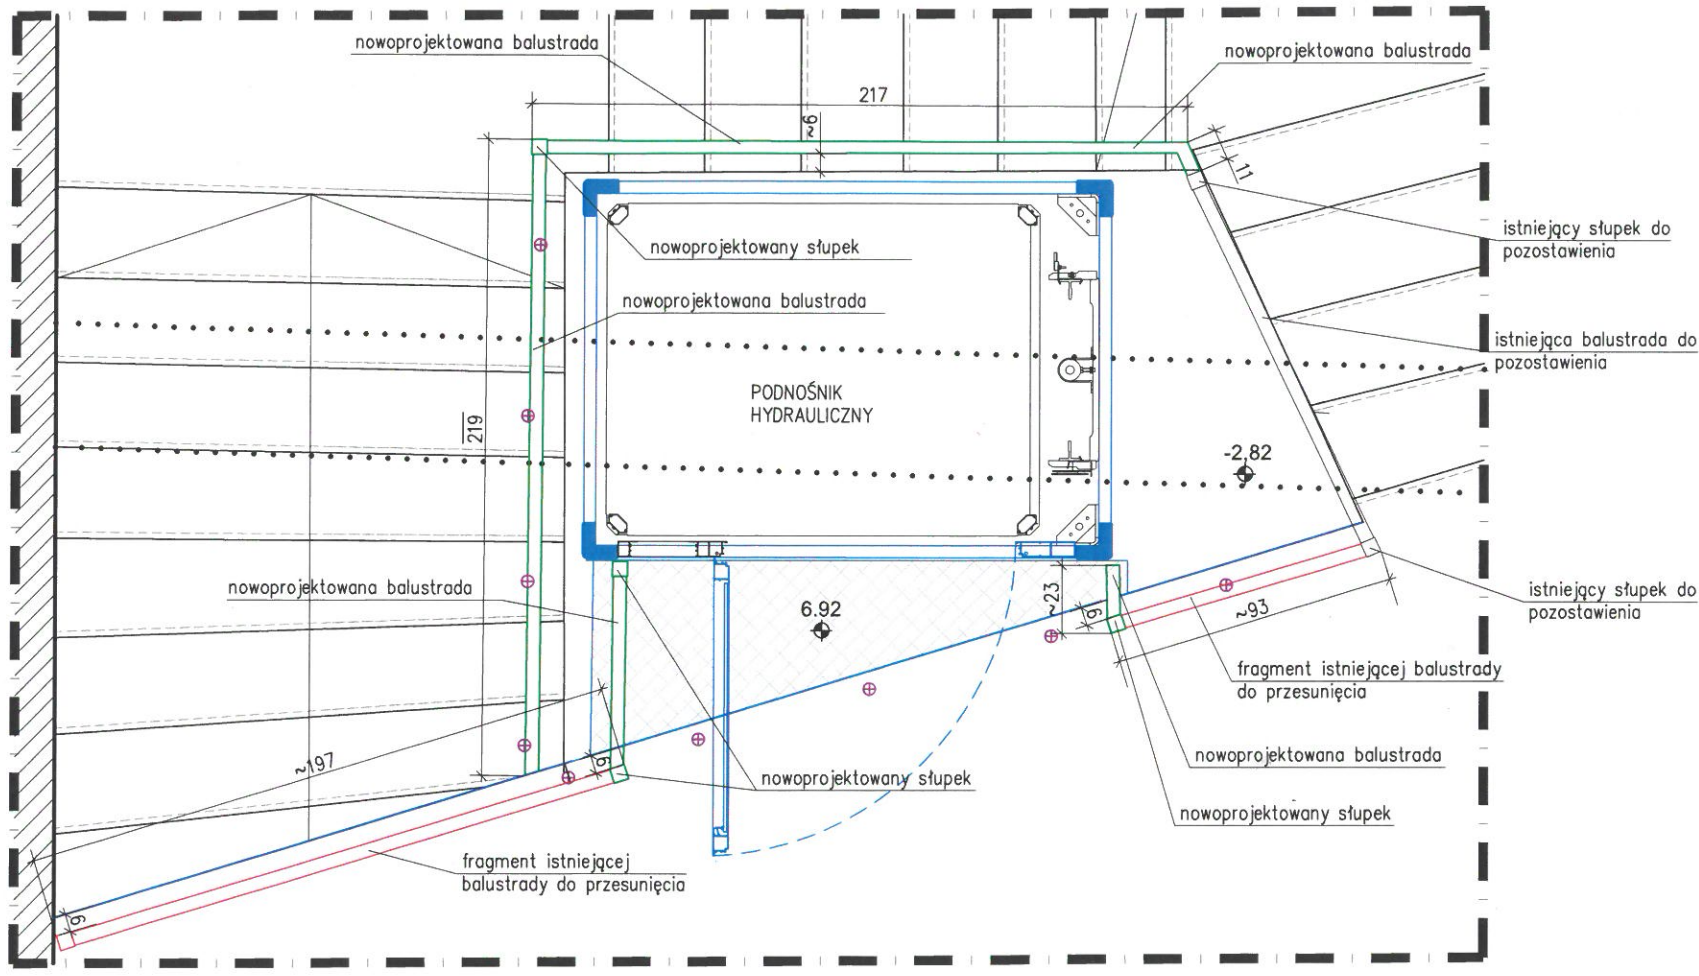 nowoprojektowana balustrada
nowoprojektowana balustrada
217
~6
11
istniejący słupek do
pozostawienia
nowoprojektowany słupek
nowoprojektowana balustrada
istniejąca balustrada do
pozostawienia
PODNOŚNIK
HYDRAULICZNY
219
-2,82
nowoprojektowana balustrada
6.92
~23
6
~93
istniejący słupek do
pozostawienia
fragment istniejącej balustrady
do przesunięcia
nowoprojektowana balustrada
~197
6
nowoprojektowany słupek
nowoprojektowany słupek
fragment istniejącej
balustrady do przesunięcia
6